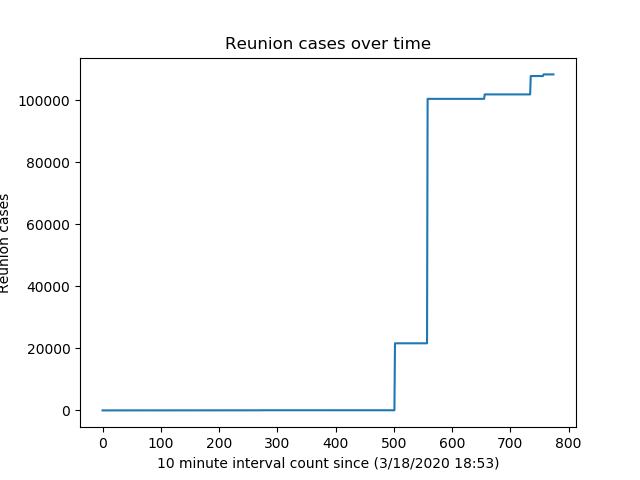 Reunion cases over time
100000
80000
60000
40000
20000
0
Reunion cases
0 100 200 300 400 500 600 700 800
10 minute interval count since (3/18/2020 18:53)